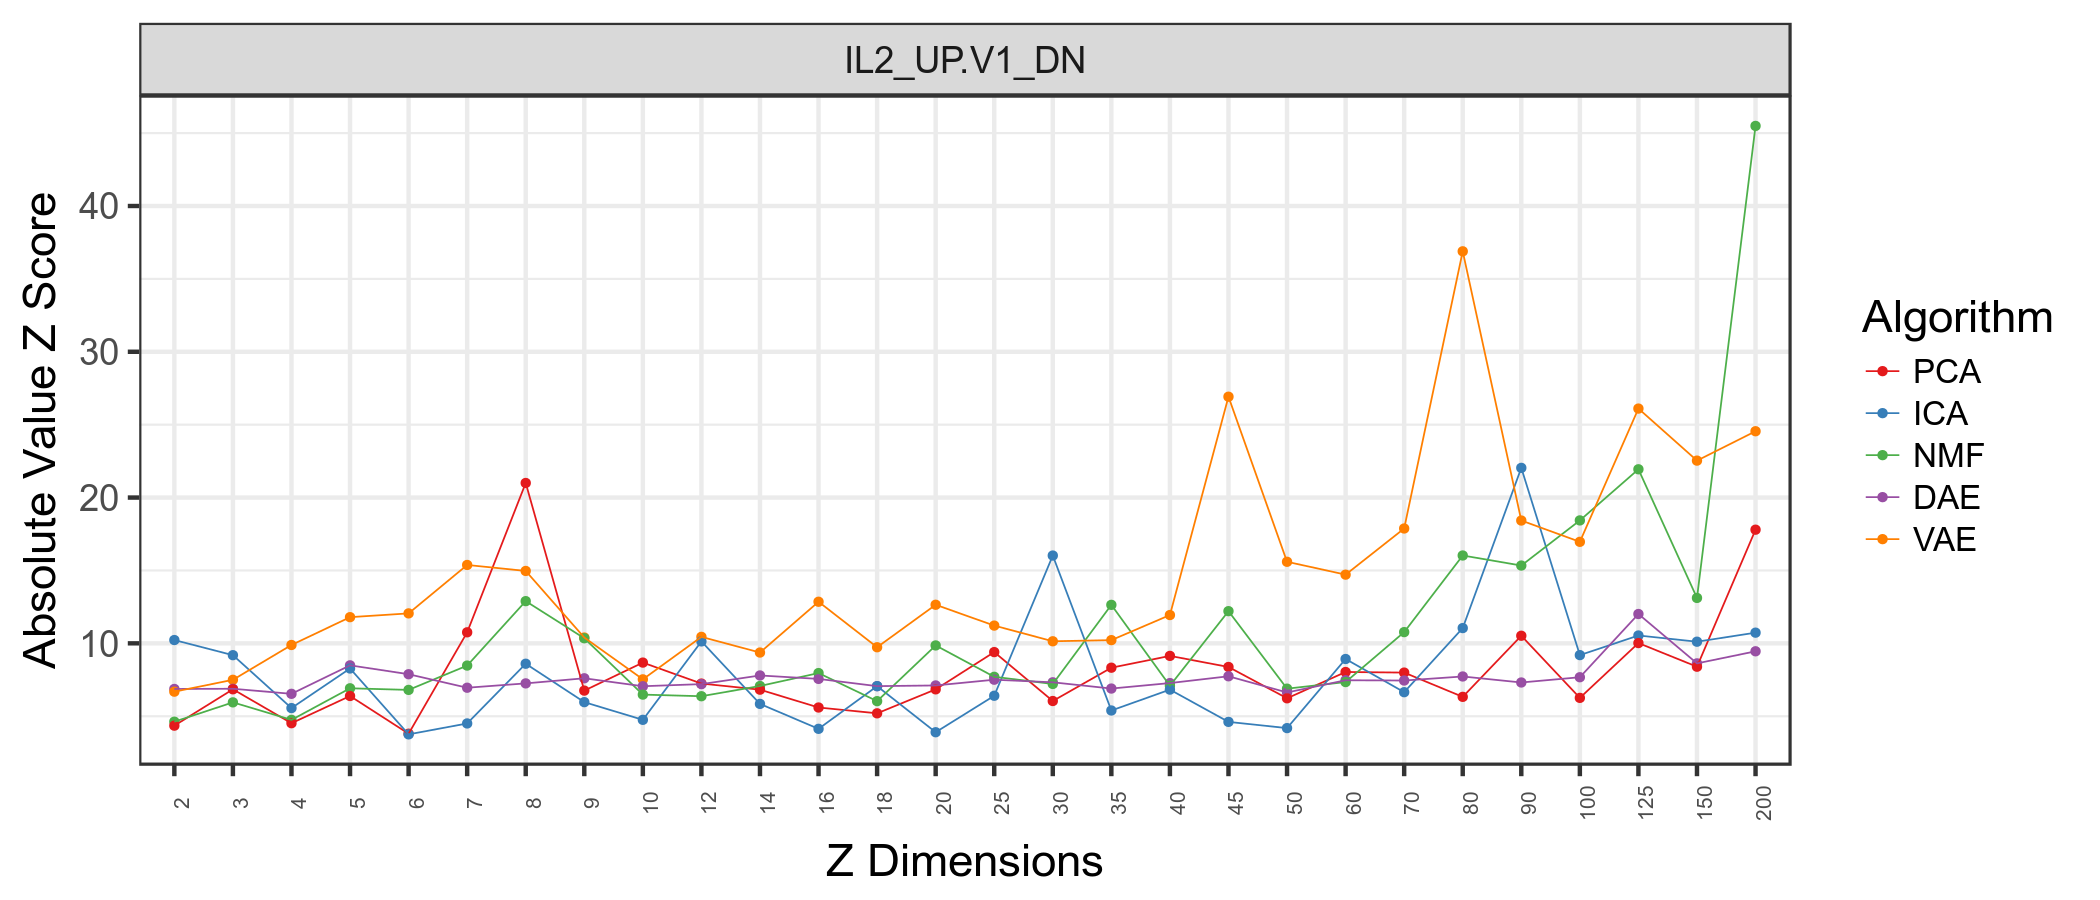 IL2_UP.V1_DN
Absolute Value Z Score
40
30
20
10
2 3 4 5 6 7 8 9 10 12 14 16 18 20 25 30 35 40 45 50 60 70 80 90 100 125 150 200
Z Dimensions
Algorithm
PCA
ICA
NMF
DAE
VAE